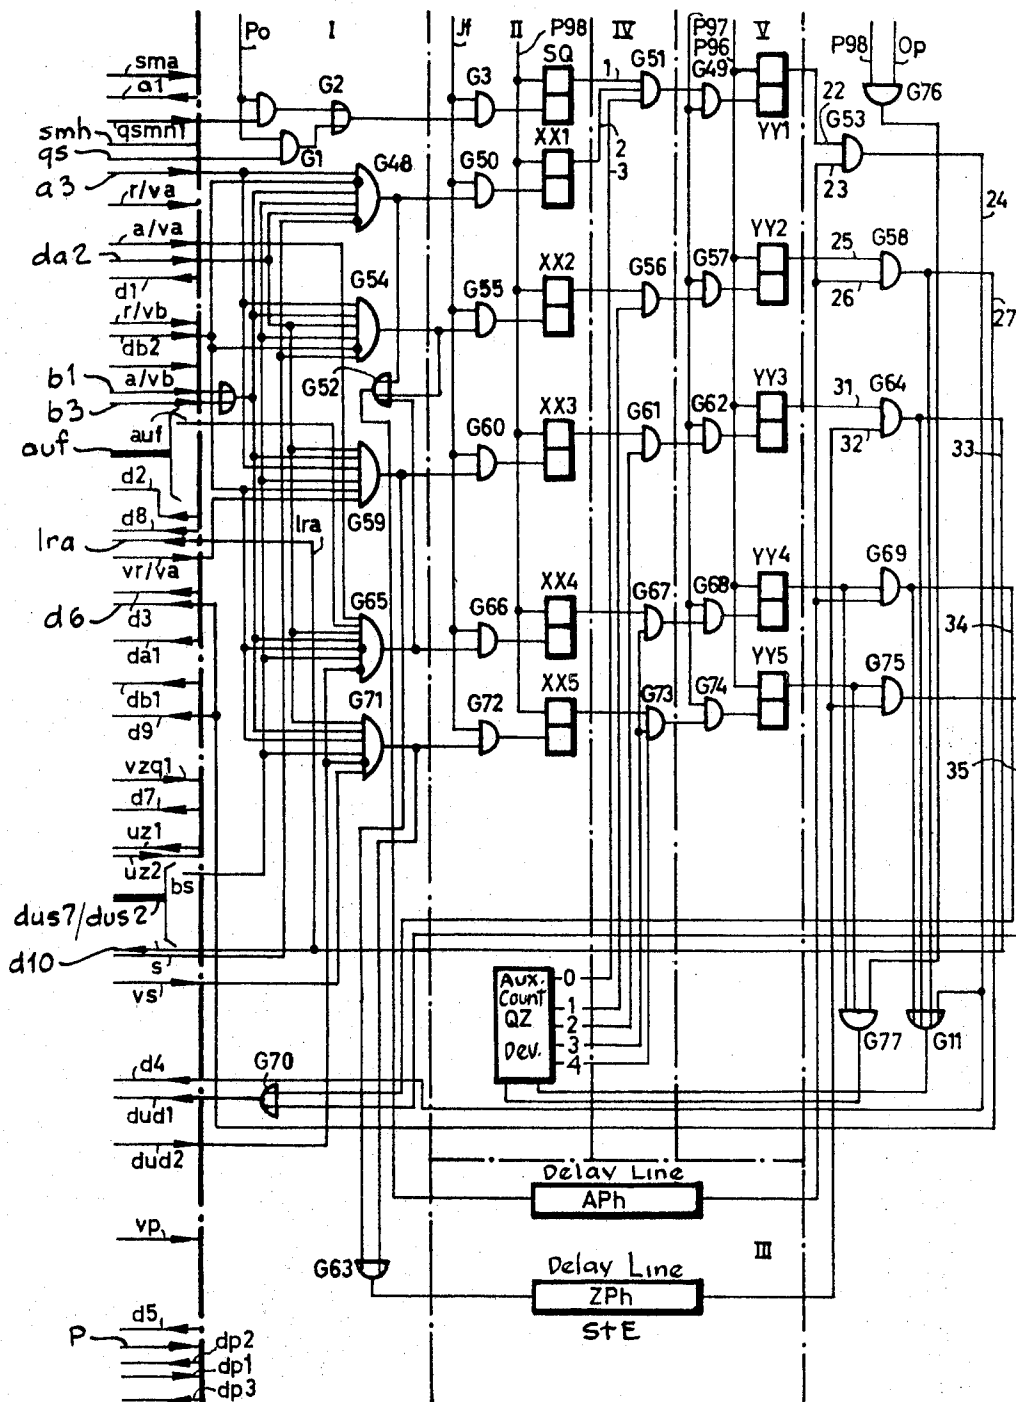 Po I Jf II P98 IV P97 V
P96
P98 Op
sma
a1
qsmn1
smh
qs
a3
r/va
a/va
da2
d1
r/vb
db2
a/vb
b1
b3
auf
auf
d2
d8
lra
lra
vr/va
d6
d3
da1
db1
d9
vzq1
d7
uz1
uz2
bs
dus7/dus2
d10
s
vs
d4
dud1
dud2
vp
d5
P
dp2
dp1
dp3
G2
G1
G48
G54
G52
G59
G65
G71
G70
G63
G3
G50
G55
G60
G66
G72
SQ
XX1
XX2
XX3
XX4
XX5
1
2
3
G51
G56
G61
G67
G73
G49
G57
G62
G68
G74
YY1
YY2
YY3
YY4
YY5
G76
22
G53
23
24
25
G58
26
27
31
G64
32
33
G69
34
G75
35
Aux.
Count
QZ
Dev.
0
1
2
3
4
G77
G11
Delay Line
APh
III
Delay Line
ZPh
StE